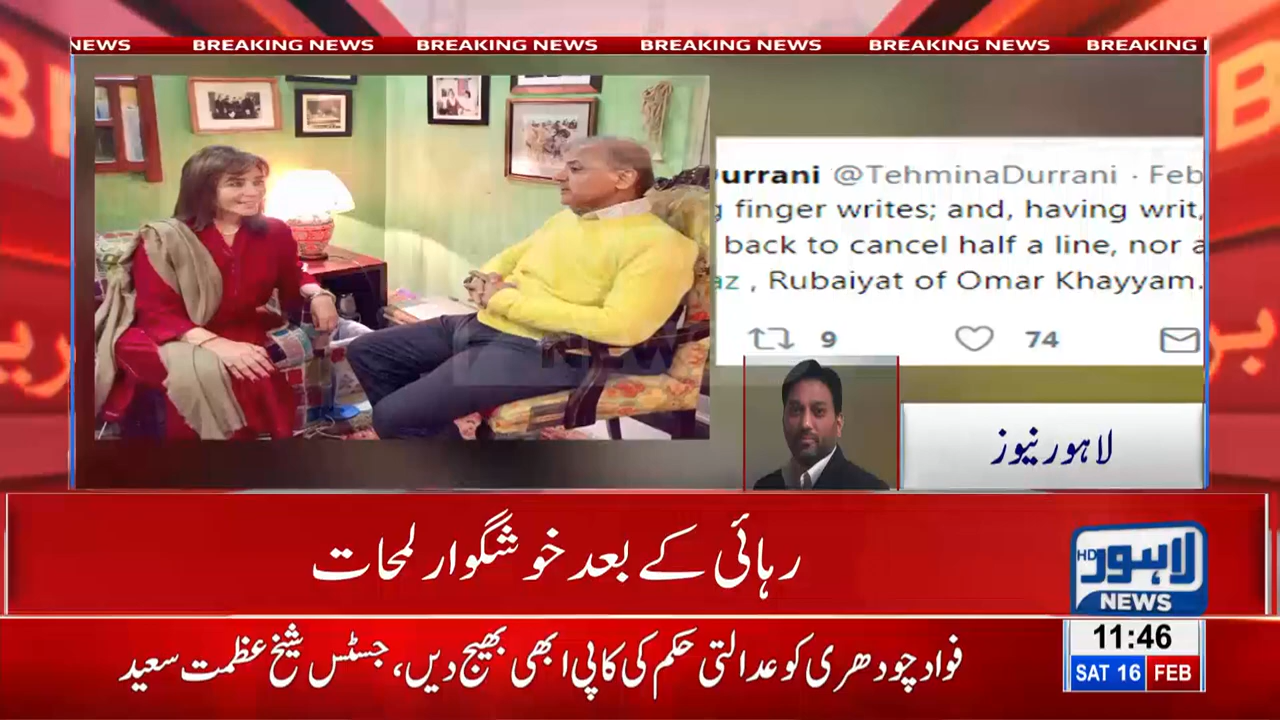 NEWS BREAKING NEWS BREAKING NEWS BREAKING NEWS BREAKING NEWS BREAKING
urrani @TehminaDurrani · Feb
g finger writes; and, having writ,
back to cancel half a line, nor a
az , Rubaiyat of Omar Khayyam.
9 74
NEWS
لاہور نیوز
رہائی کے بعد خوشگوار لمحات
HD لاہور
NEWS
فواد چودھری کو عدالتی حکم کی کاپی ابھی بھیج دیں، جسٹس شیخ عظمت سعید
11:46
SAT 16 FEB